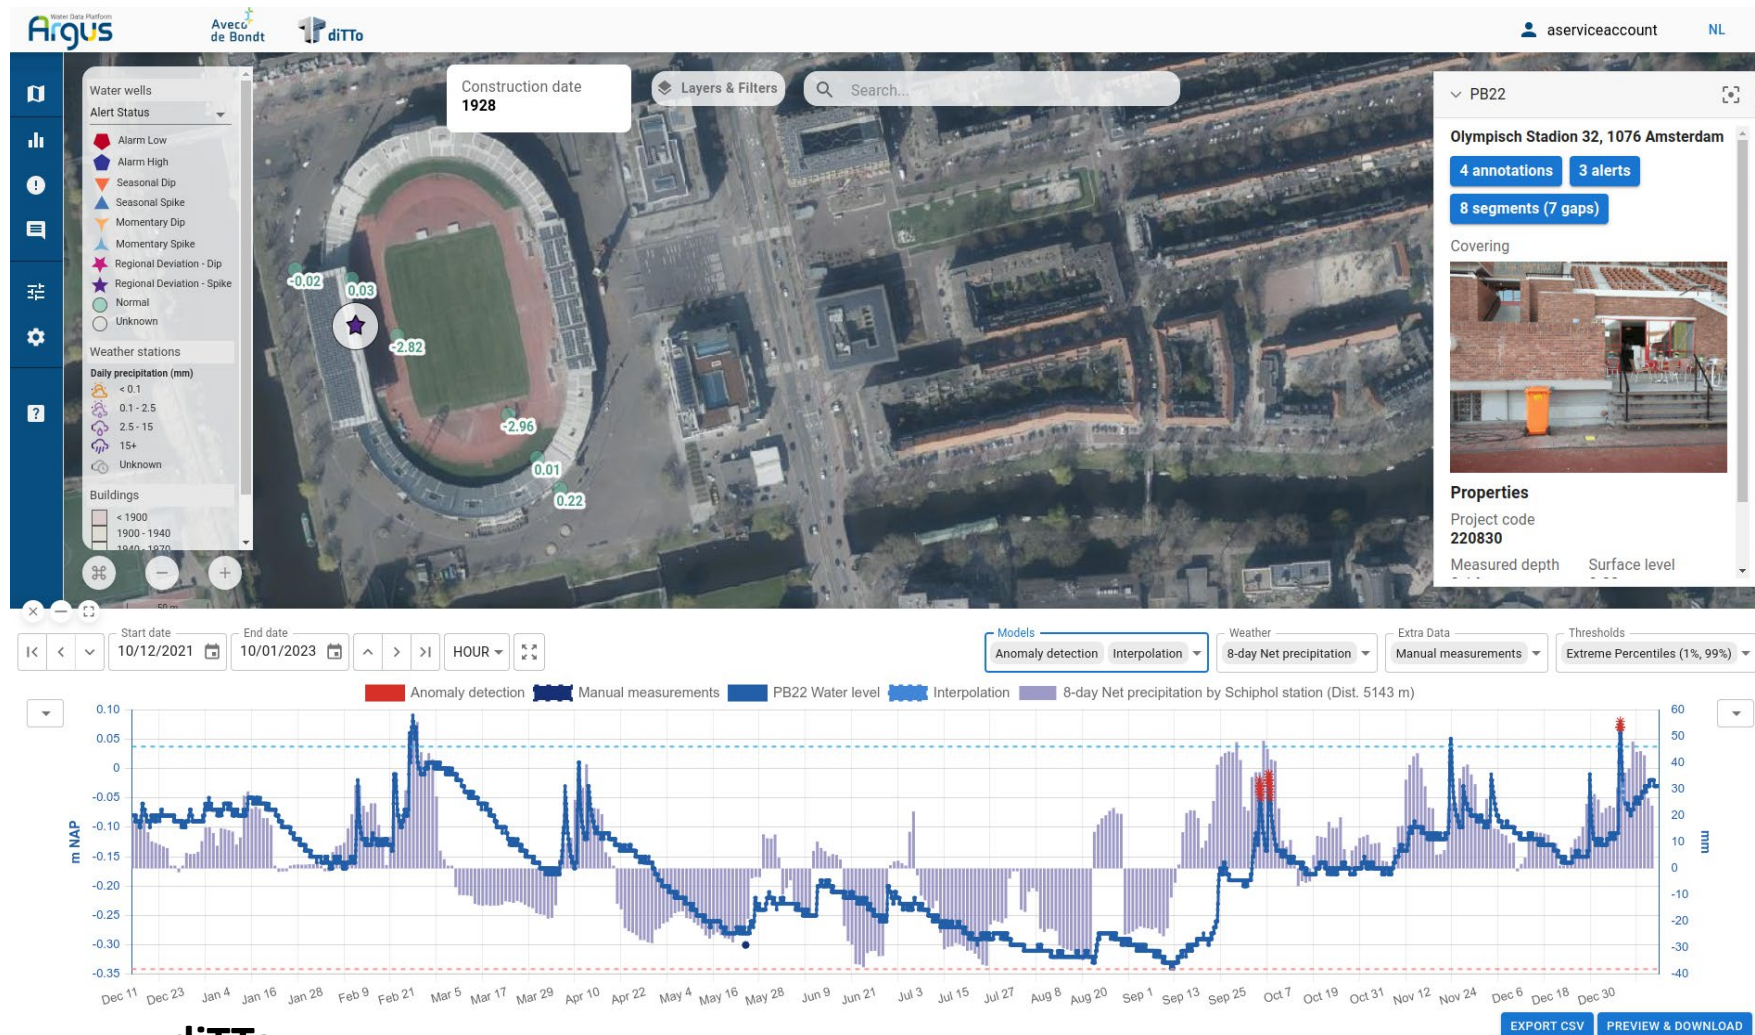 Water Data Platform
Argus
Aveco
de Bondt
diTTo
aserviceaccount
NL
Water wells
Alert Status
Alarm Low
Alarm High
Seasonal Dip
Seasonal Spike
Momentary Dip
Momentary Spike
Regional Deviation - Dip
Regional Deviation - Spike
Normal
Unknown
Weather stations
Daily precipitation (mm)
< 0.1
0.1 - 2.5
2.5 - 15
15+
Unknown
Buildings
< 1900
1900 - 1940
1940 - 1970
50 m
Construction date
1928
Layers & Filters
Search...
-0.02
0.03
-2.82
-2.96
0.01
0.22
PB22
Olympisch Stadion 32, 1076 Amsterdam
4 annotations
3 alerts
8 segments (7 gaps)
Covering
Properties
Project code
220830
Measured depth Surface level
Start date
10/12/2021
End date
10/01/2023
HOUR
Models
Anomaly detection Interpolation
Weather
8-day Net precipitation
Extra Data
Manual measurements
Thresholds
Extreme Percentiles (1%, 99%)
Anomaly detection Manual measurements PB22 Water level Interpolation 8-day Net precipitation by Schiphol station (Dist. 5143 m)
m NAP
0.10
0.05
0
-0.05
-0.10
-0.15
-0.20
-0.25
-0.30
-0.35
60
50
40
30
20
10
0
-10
-20
-30
-40
mm
Dec 11 Dec 23 Jan 4 Jan 16 Jan 28 Feb 9 Feb 21 Mar 5 Mar 17 Mar 29 Apr 10 Apr 22 May 4 May 16 May 28 Jun 9 Jun 21 Jul 3 Jul 15 Jul 27 Aug 8 Aug 20 Sep 1 Sep 13 Sep 25 Oct 7 Oct 19 Oct 31 Nov 12 Nov 24 Dec 6 Dec 18 Dec 30
EXPORT CSV
PREVIEW & DOWNLOAD
diTTo